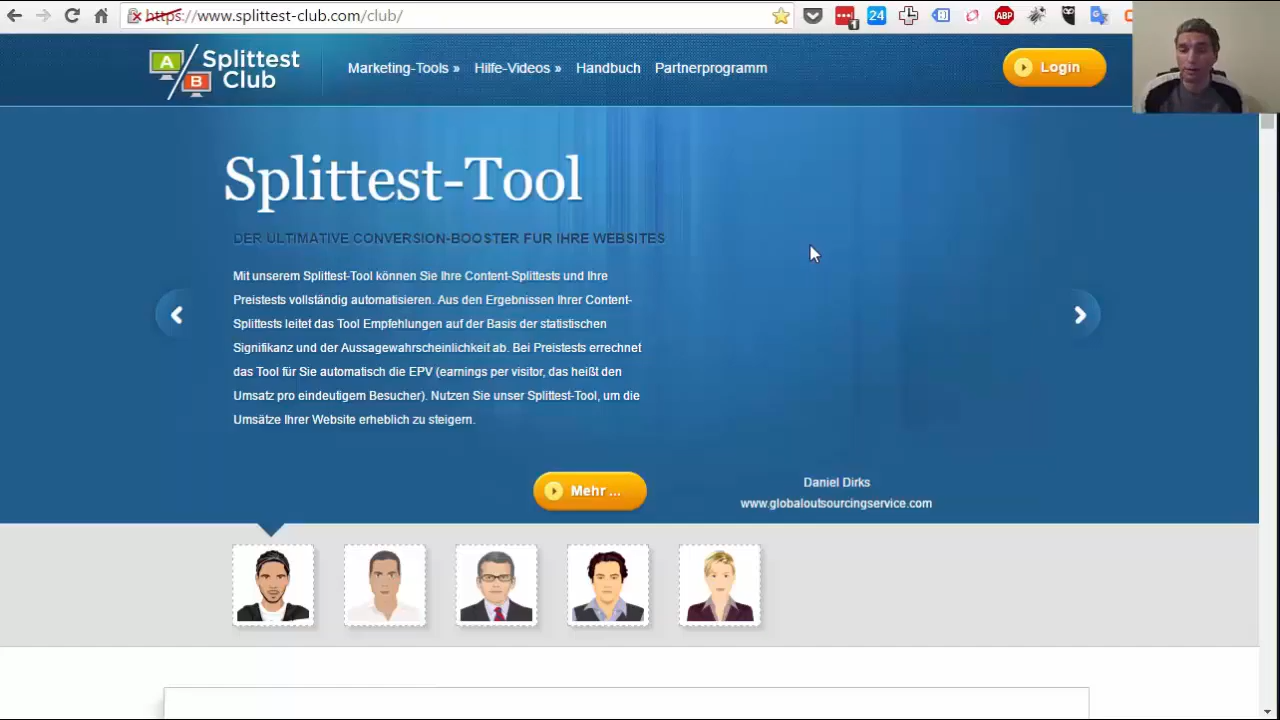 https://www.splittest-club.com/club/
1
24
ABP
A
B
Splittest
Club
Marketing-Tools »
Hilfe-Videos »
Handbuch
Partnerprogramm
Login
Splittest-Tool
DER ULTIMATIVE CONVERSION-BOOSTER FUR IHRE WEBSITES
Mit unserem Splittest-Tool können Sie Ihre Content-Splittests und Ihre
Preistests vollständig automatisieren. Aus den Ergebnissen Ihrer Content-
Splittests leitet das Tool Empfehlungen auf der Basis der statistischen
Signifikanz und der Aussagewahrscheinlichkeit ab. Bei Preistests errechnet
das Tool für Sie automatisch die EPV (earnings per visitor, das heißt den
Umsatz pro eindeutigem Besucher). Nutzen Sie unser Splittest-Tool, um die
Umsätze Ihrer Website erheblich zu steigern.
Mehr ...
Daniel Dirks
www.globaloutsourcingservice.com